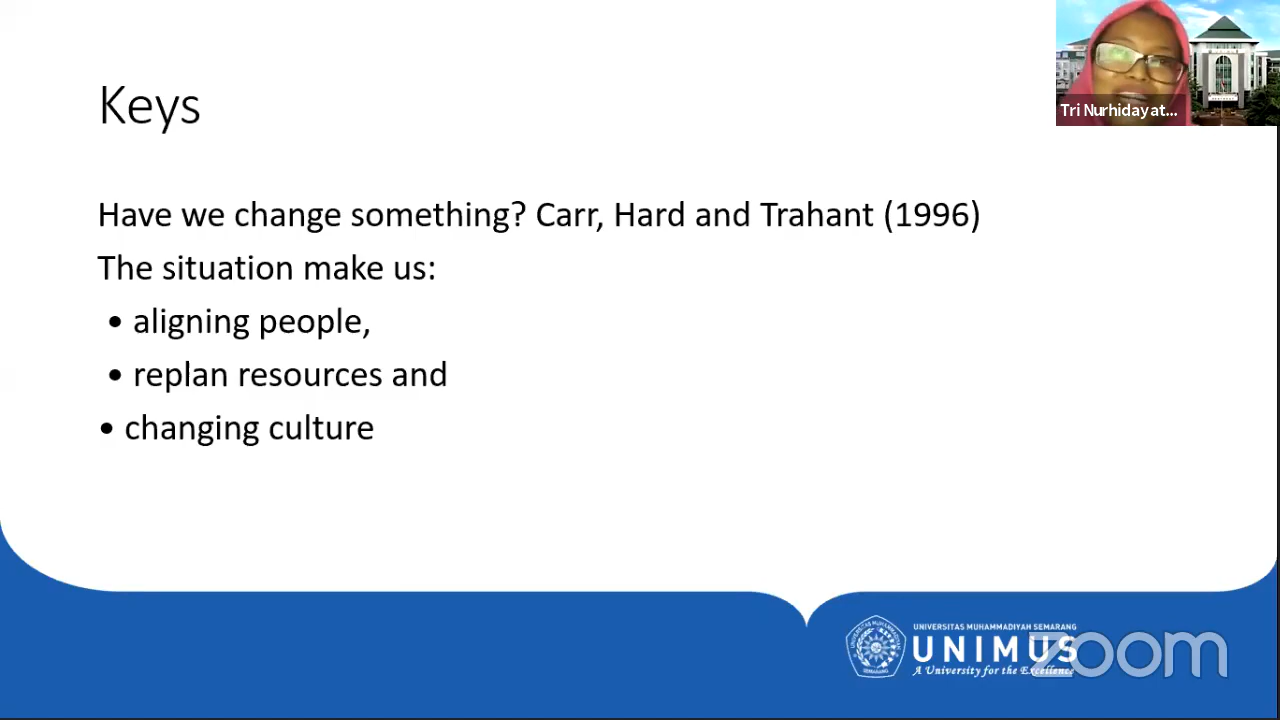 Keys
Tri Nurhidayat...
Have we change something? Carr, Hard and Trahant (1996)
The situation make us:
• aligning people,
• replan resources and
• changing culture
UNIVERSITAS MUHAMMADIYAH SEMARANG
UNIMUS
A University for the Excellence
zoom